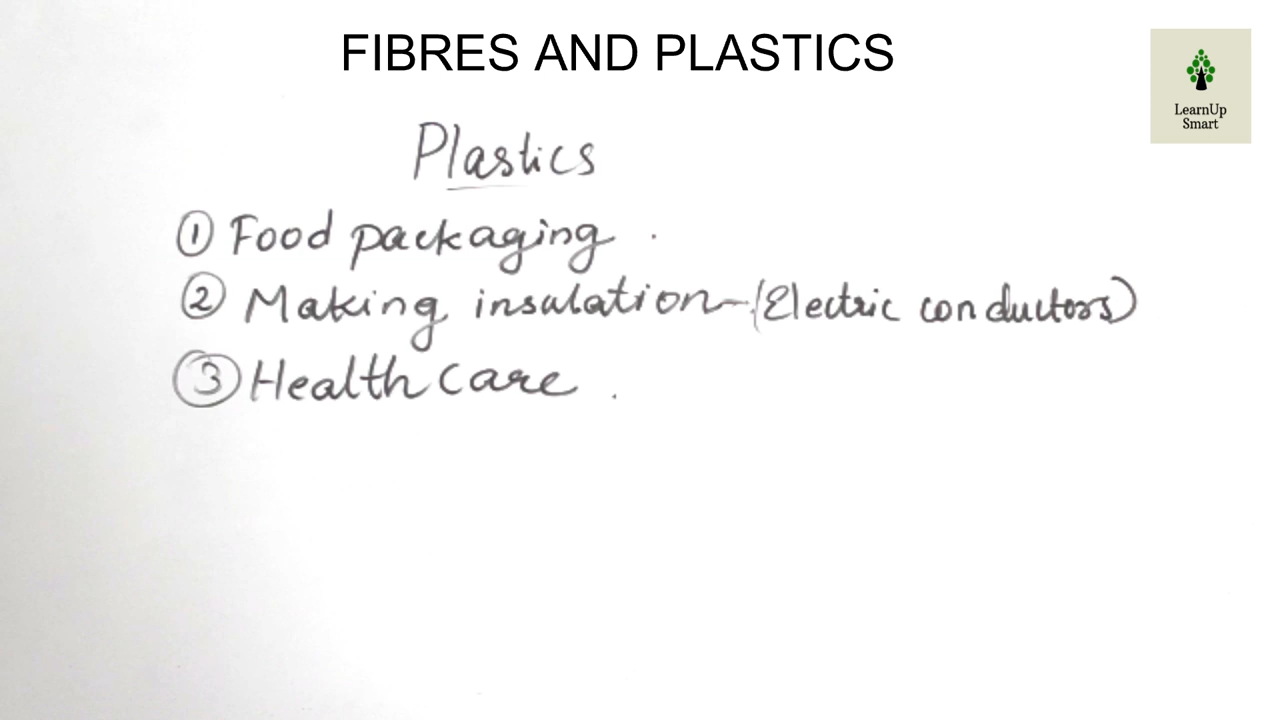 FIBRES AND PLASTICS
LearnUp
Smart
Plastics
① Food packaging .
② Making insulation-(Electric conductors)
③ Health care .